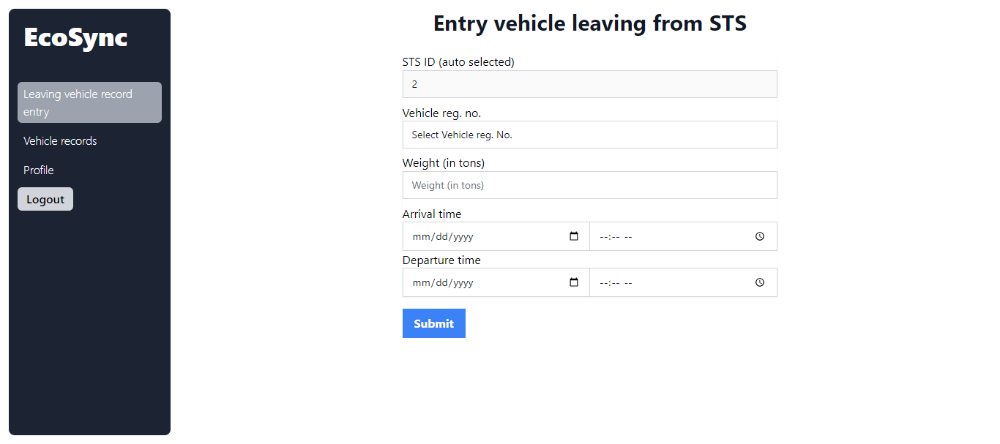 EcoSync
Leaving vehicle record
entry
Vehicle records
Profile
Logout
Entry vehicle leaving from STS
STS ID (auto selected)
2
Vehicle reg. no.
Select Vehicle reg. No.
Weight (in tons)
Weight (in tons)
Arrival time
mm/dd/yyyy --:-- --
Departure time
mm/dd/yyyy --:-- --
Submit